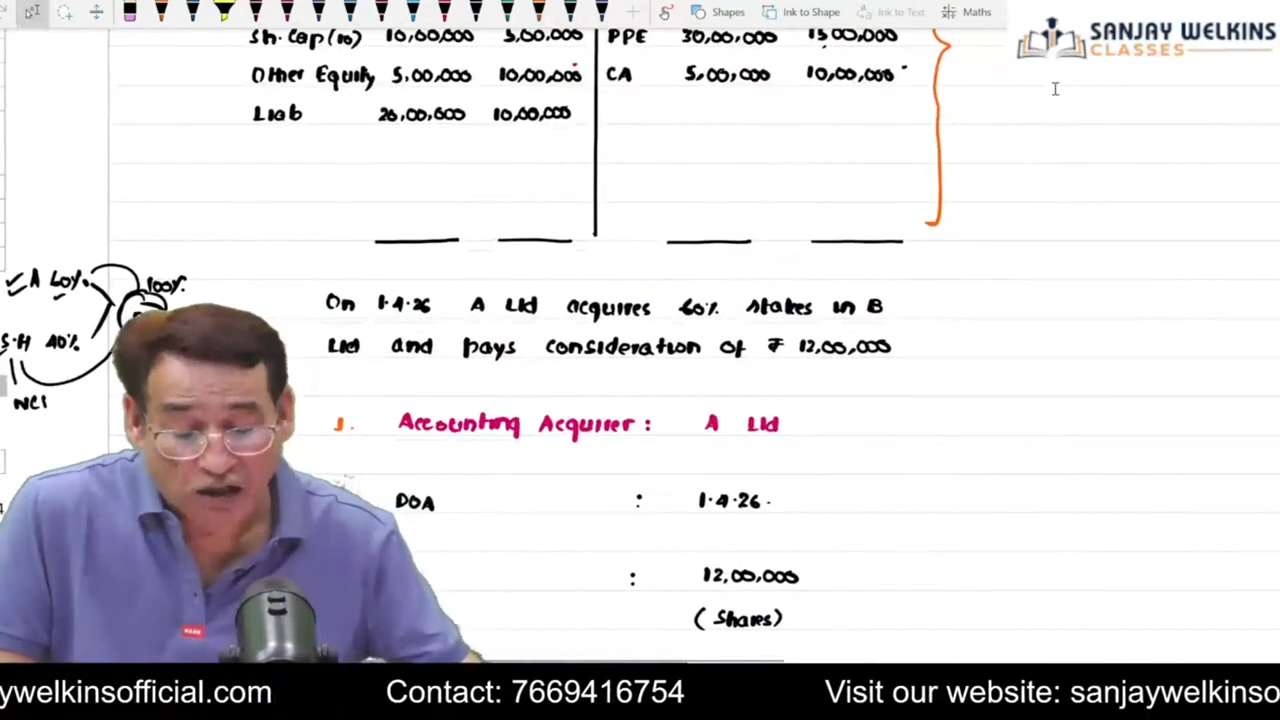 Shapes
Ink to Shape
Ink to Text
Maths
SANJAY WELKINS
CLASSES
Sh. Cap (10) 10,00,000 5,00,000 PPE 30,00,000 15,00,000
Other Equity 5,00,000 10,00,000 CA 5,00,000 10,00,000
Liab 20,00,000 10,00,000
A 60%. 100%.
S.H 40%
NCI
On 1.4.26 A Ltd acquires 60% stakes in B
Ltd and pays consideration of ₹ 12,00,000
1. Accounting Acquirer : A Ltd
DOA : 1.4.26.
: 12,00,000
(Shares)
ywelkinsofficial.com Contact: 7669416754 Visit our website: sanjaywelkinso